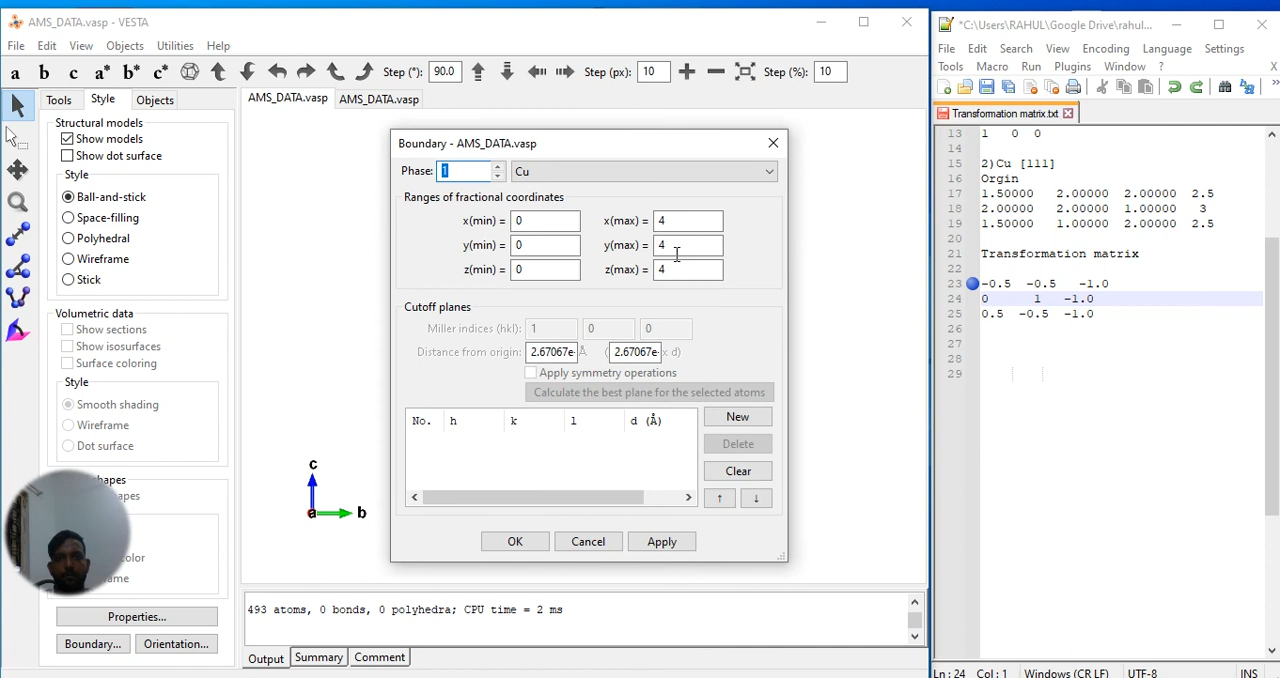 AMS_DATA.vasp - VESTA
File Edit View Objects Utilities Help
a b c a* b* c* Step (°): 90.0 Step (px): 10 Step (%): 10
Tools Style Objects
AMS_DATA.vasp AMS_DATA.vasp
Structural models
Show models
Show dot surface
Style
Ball-and-stick
Space-filling
Polyhedral
Wireframe
Stick
Volumetric data
Show sections
Show isosurfaces
Surface coloring
Style
Smooth shading
Wireframe
Dot surface
Properties...
Boundary... Orientation...
c
a b
Boundary - AMS_DATA.vasp
Phase: 1 Cu
Ranges of fractional coordinates
x(min) = 0 x(max) = 4
y(min) = 0 y(max) = 4
z(min) = 0 z(max) = 4
Cutoff planes
Miller indices (hkl): 1 0 0
Distance from origin: 2.67067e- Å ( 2.67067e- x d)
Apply symmetry operations
Calculate the best plane for the selected atoms
No. h k l d (Å)
New
Delete
Clear
↑ ↓
OK Cancel Apply
493 atoms, 0 bonds, 0 polyhedra; CPU time = 2 ms
Output Summary Comment
*C:\Users\RAHUL\Google Drive\rahul...
File Edit Search View Encoding Language Settings
Tools Macro Run Plugins Window ? X
Transformation matrix.txt
13 1 0 0
14
15 2)Cu [111]
16 Orgin
17 1.50000 2.00000 2.00000 2.5
18 2.00000 2.00000 1.00000 3
19 1.50000 1.00000 2.00000 2.5
20
21 Transformation matrix
22
23 -0.5 -0.5 -1.0
24 0 1 -1.0
25 0.5 -0.5 -1.0
26
27
28
29
Ln : 24 Col : 1 Windows (CR LF) UTF-8 INS